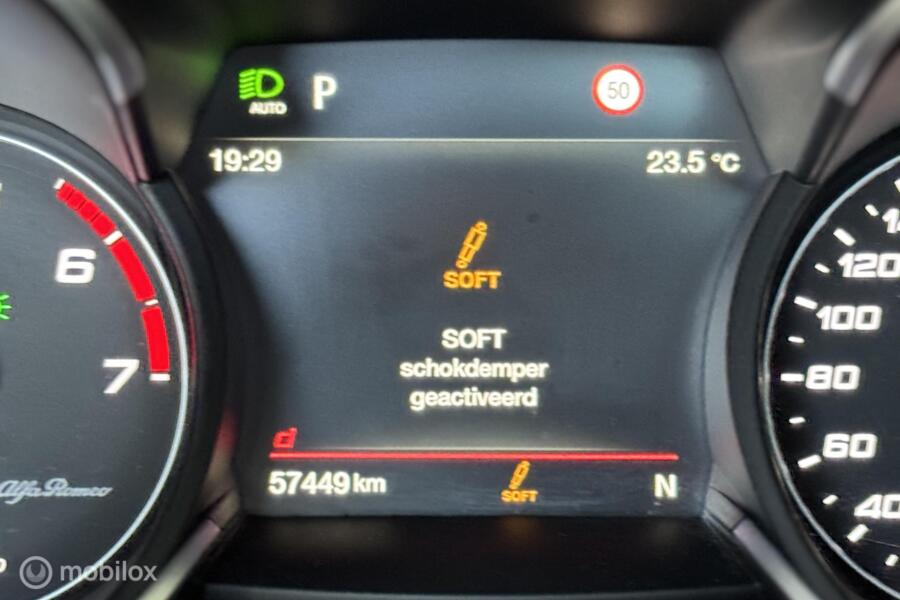 AUTO P 50
19:29 23.5 °C
SOFT
SOFT
schokdemper
geactiveerd
d
57449 km SOFT N
6
7
Alfa Romeo
120
100
80
60
40
mobilox